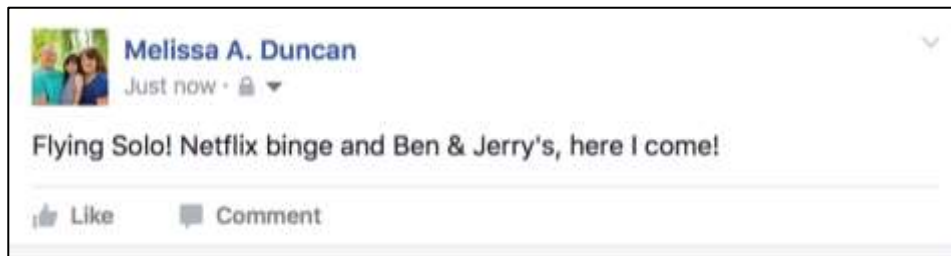 Melissa A. Duncan
Just now ·
Flying Solo! Netflix binge and Ben & Jerry's, here I come!
Like Comment